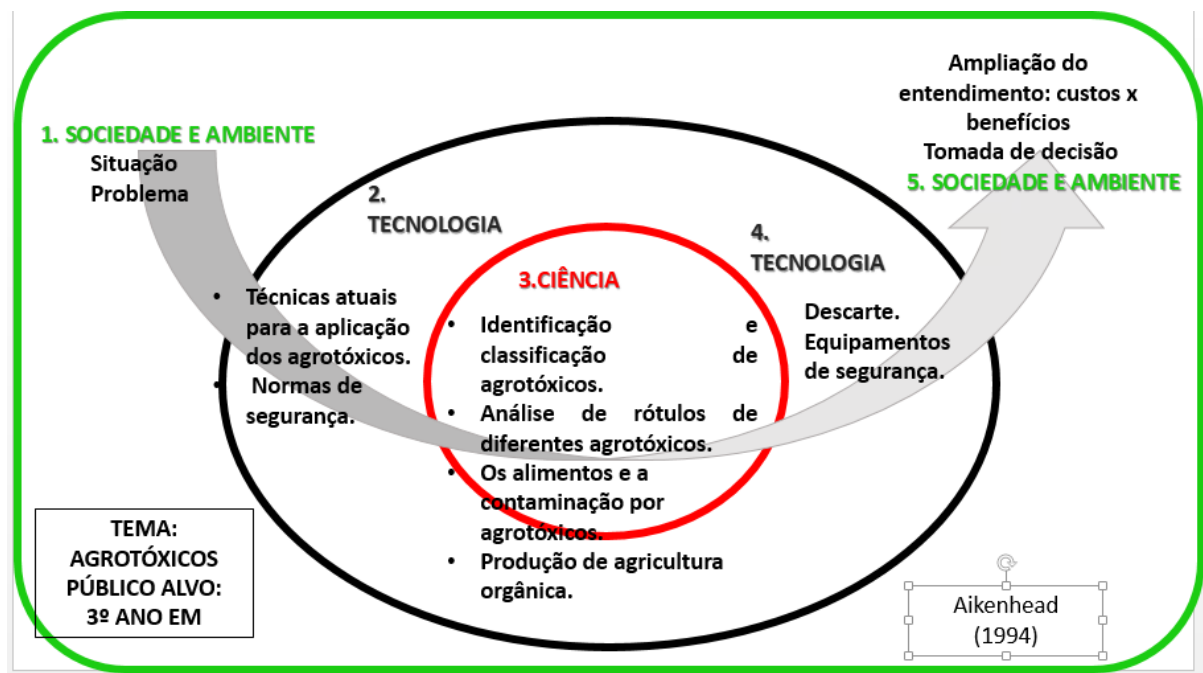 1. SOCIEDADE E AMBIENTE
Situação
Problema
2.
TECNOLOGIA
• Técnicas atuais
para a aplicação
dos agrotóxicos.
• Normas de
segurança.
3.CIÊNCIA
• Identificação e
classificação de
agrotóxicos.
• Análise de rótulos de
diferentes agrotóxicos.
• Os alimentos e a
contaminação por
agrotóxicos.
• Produção de agricultura
orgânica.
4.
TECNOLOGIA
Descarte.
Equipamentos
de segurança.
Ampliação do
entendimento: custos x
benefícios
Tomada de decisão
5. SOCIEDADE E AMBIENTE
TEMA:
AGROTÓXICOS
PÚBLICO ALVO:
3º ANO EM
Aikenhead
(1994)